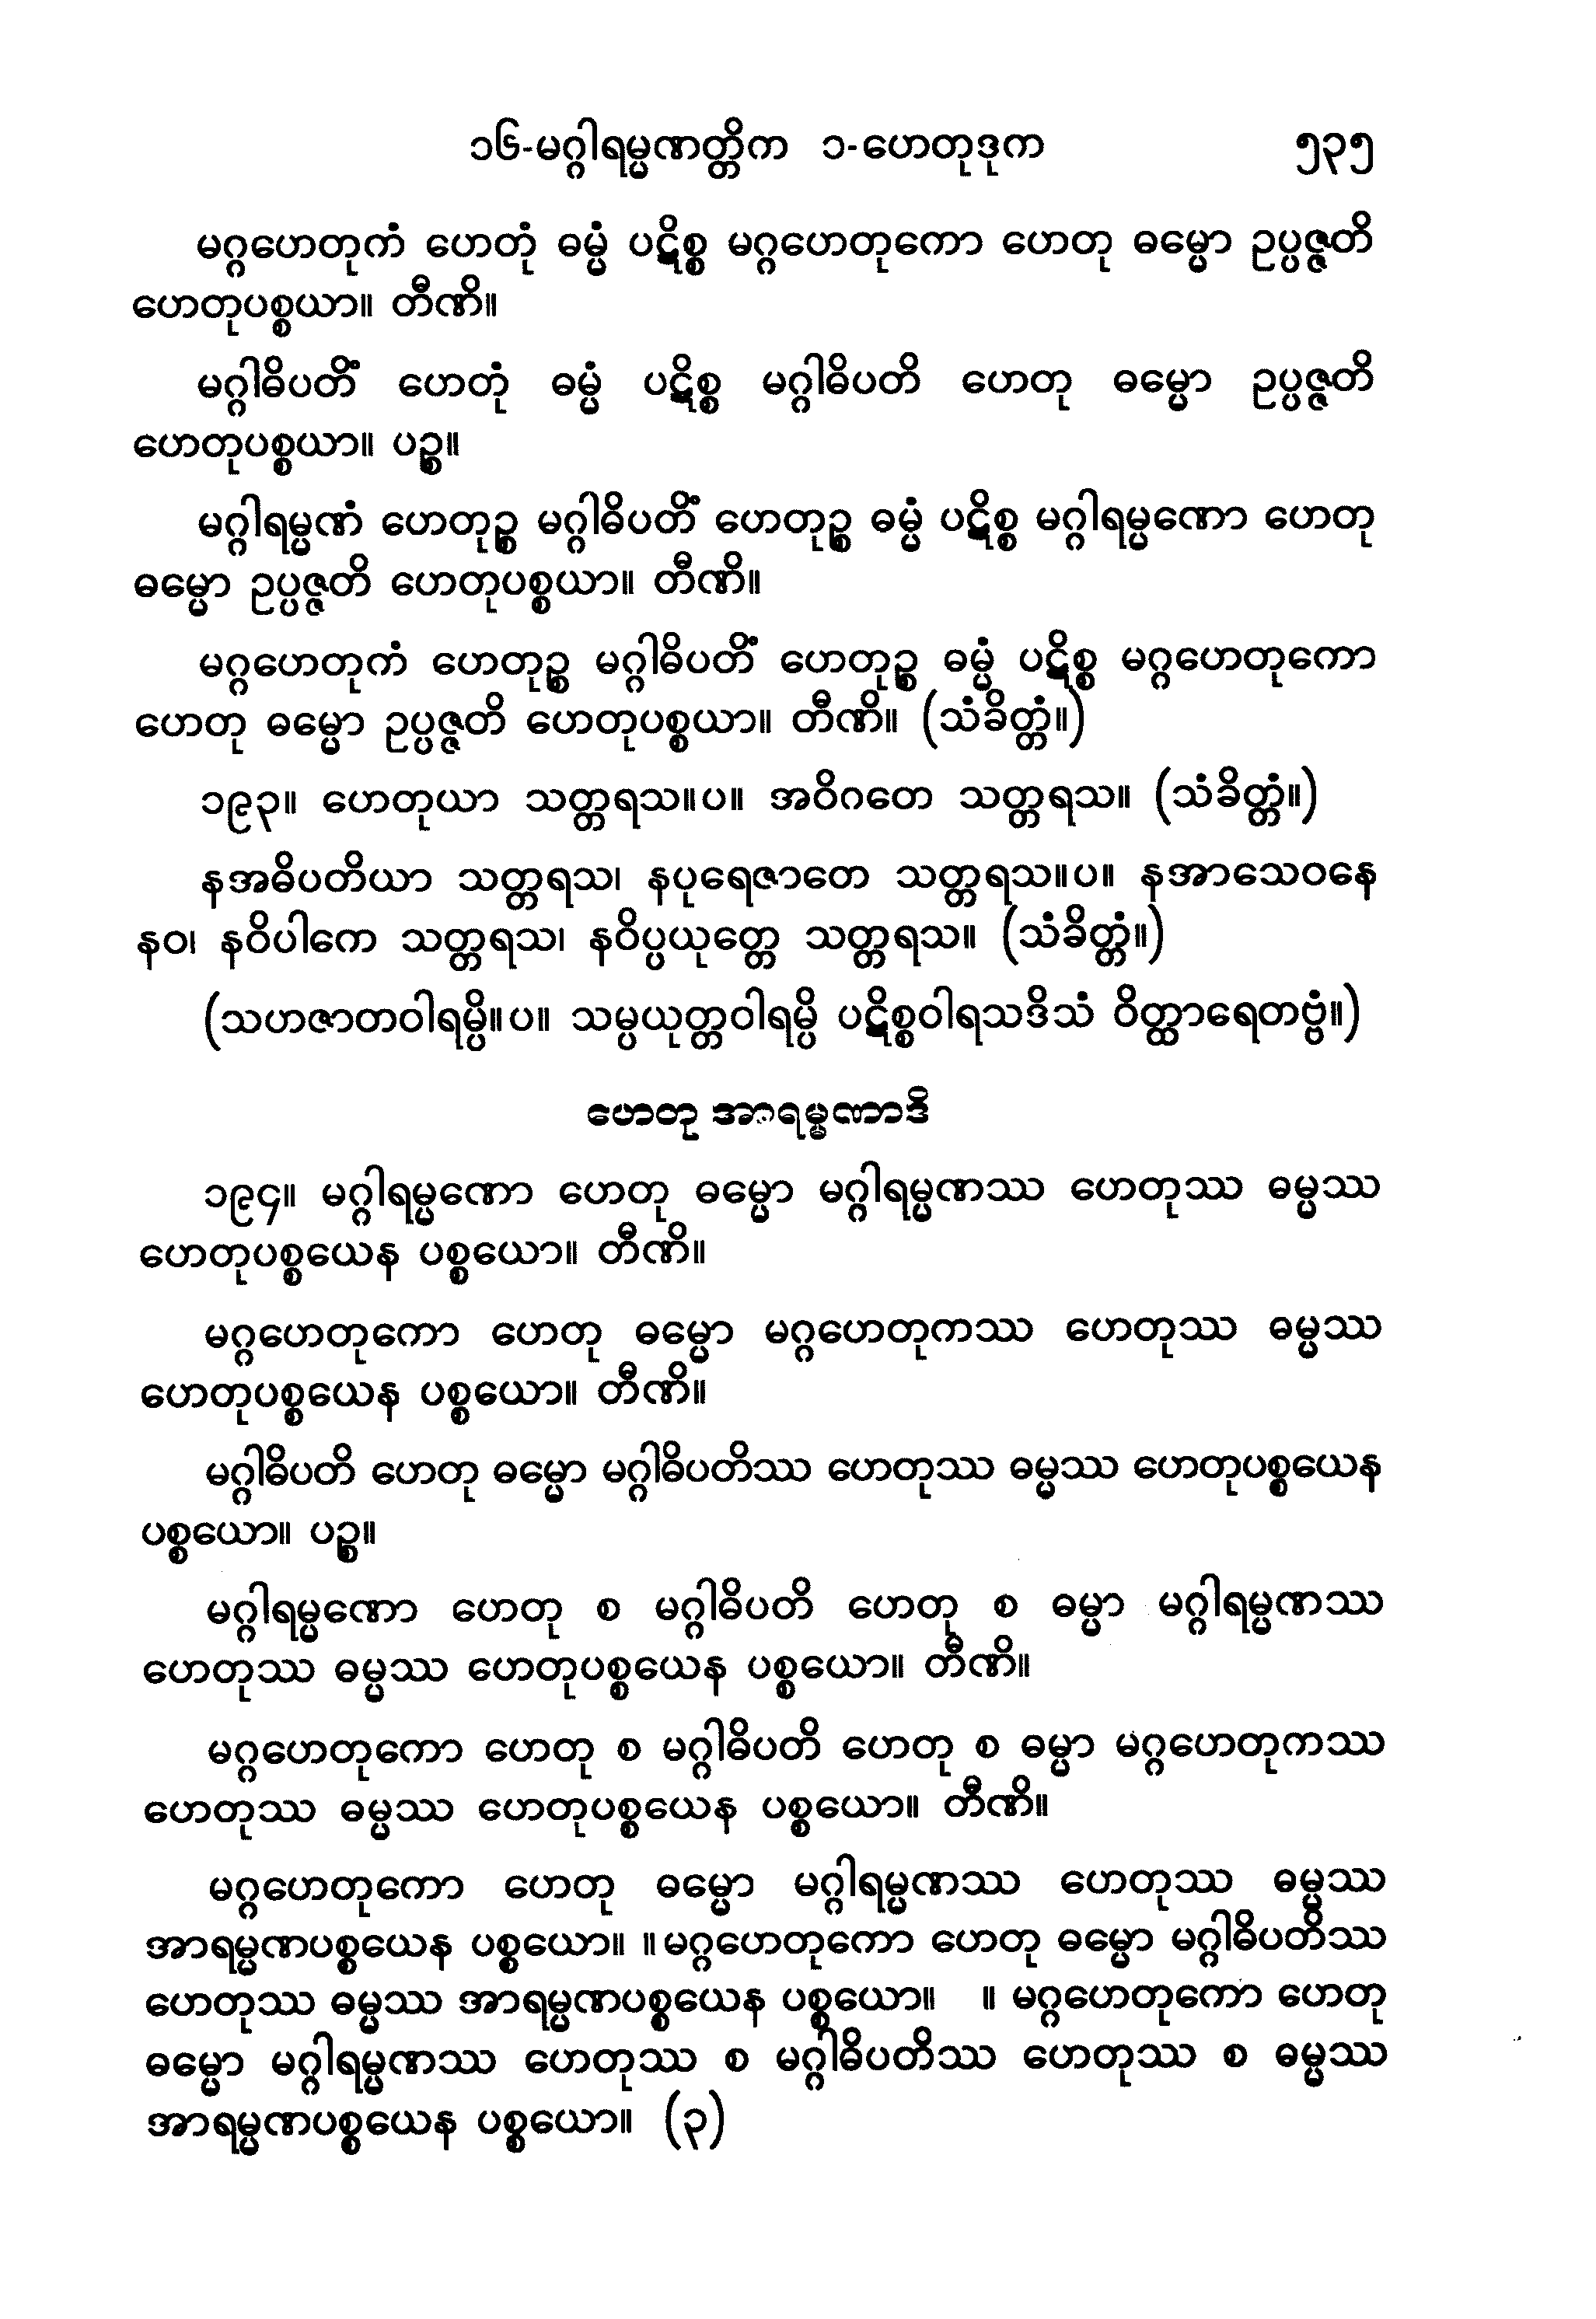 ၁၆-မဂ္ဂါရမ္မဏတ္တိက ၁-ဟေတုဒုက ၅၃၅
မဂ္ဂဟေတုကံ ဟေတုံ ဓမ္မံ ပဋိစ္စ မဂ္ဂဟေတုကော ဟေတု ဓမ္မော ဥပ္ပဇ္ဇတိ
ဟေတုပစ္စယာ။ တီဏိ။
မဂ္ဂါဓိပတိံ ဟေတုံ ဓမ္မံ ပဋိစ္စ မဂ္ဂါဓိပတိ ဟေတု ဓမ္မော ဥပ္ပဇ္ဇတိ
ဟေတုပစ္စယာ။ ပဉ္စ။
မဂ္ဂါရမ္မဏံ ဟေတုဉ္စ မဂ္ဂါဓိပတိံ ဟေတုဉ္စ ဓမ္မံ ပဋိစ္စ မဂ္ဂါရမ္မဏော ဟေတု
ဓမ္မော ဥပ္ပဇ္ဇတိ ဟေတုပစ္စယာ။ တီဏိ။
မဂ္ဂဟေတုကံ ဟေတုဉ္စ မဂ္ဂါဓိပတိံ ဟေတုဉ္စ ဓမ္မံ ပဋိစ္စ မဂ္ဂဟေတုကော
ဟေတု ဓမ္မော ဥပ္ပဇ္ဇတိ ဟေတုပစ္စယာ။ တီဏိ။ (သံခိတ္တံ။)
၁၉၃။ ဟေတုယာ သတ္တရသ။ပ။ အဝိဂတေ သတ္တရသ။ (သံခိတ္တံ။)
နအဓိပတိယာ သတ္တရသ၊ နပုရေဇာတေ သတ္တရသ။ပ။ နအာသေဝနေ
နဝ၊ နဝိပါကေ သတ္တရသ၊ နဝိပ္ပယုတ္တေ သတ္တရသ။ (သံခိတ္တံ။)
(သဟဇာတဝါရမ္ပိ။ပ။ သမ္ပယုတ္တဝါရမ္ပိ ပဋိစ္စဝါရသဒိသံ ဝိတ္ထာရေတဗ္ဗံ။)
ဟေတု အာရမ္မဏာဒိ
၁၉၄။ မဂ္ဂါရမ္မဏော ဟေတု ဓမ္မော မဂ္ဂါရမ္မဏဿ ဟေတုဿ ဓမ္မဿ
ဟေတုပစ္စယေန ပစ္စယော။ တီဏိ။
မဂ္ဂဟေတုကော ဟေတု ဓမ္မော မဂ္ဂဟေတုကဿ ဟေတုဿ ဓမ္မဿ
ဟေတုပစ္စယေန ပစ္စယော။ တီဏိ။
မဂ္ဂါဓိပတိ ဟေတု ဓမ္မော မဂ္ဂါဓိပတိဿ ဟေတုဿ ဓမ္မဿ ဟေတုပစ္စယေန
ပစ္စယော။ ပဉ္စ။
မဂ္ဂါရမ္မဏော ဟေတု စ မဂ္ဂါဓိပတိ ဟေတု စ ဓမ္မာ မဂ္ဂါရမ္မဏဿ
ဟေတုဿ ဓမ္မဿ ဟေတုပစ္စယေန ပစ္စယော။ တီဏိ။
မဂ္ဂဟေတုကော ဟေတု စ မဂ္ဂါဓိပတိ ဟေတု စ ဓမ္မာ မဂ္ဂဟေတုကဿ
ဟေတုဿ ဓမ္မဿ ဟေတုပစ္စယေန ပစ္စယော။ တီဏိ။
မဂ္ဂဟေတုကော ဟေတု ဓမ္မော မဂ္ဂါရမ္မဏဿ ဟေတုဿ ဓမ္မဿ
အာရမ္မဏပစ္စယေန ပစ္စယော။ ။မဂ္ဂဟေတုကော ဟေတု ဓမ္မော မဂ္ဂါဓိပတိဿ
ဟေတုဿ ဓမ္မဿ အာရမ္မဏပစ္စယေန ပစ္စယော။ ။ မဂ္ဂဟေတုကော ဟေတု
ဓမ္မော မဂ္ဂါရမ္မဏဿ ဟေတုဿ စ မဂ္ဂါဓိပတိဿ ဟေတုဿ စ ဓမ္မဿ
အာရမ္မဏပစ္စယေန ပစ္စယော။ (၃)